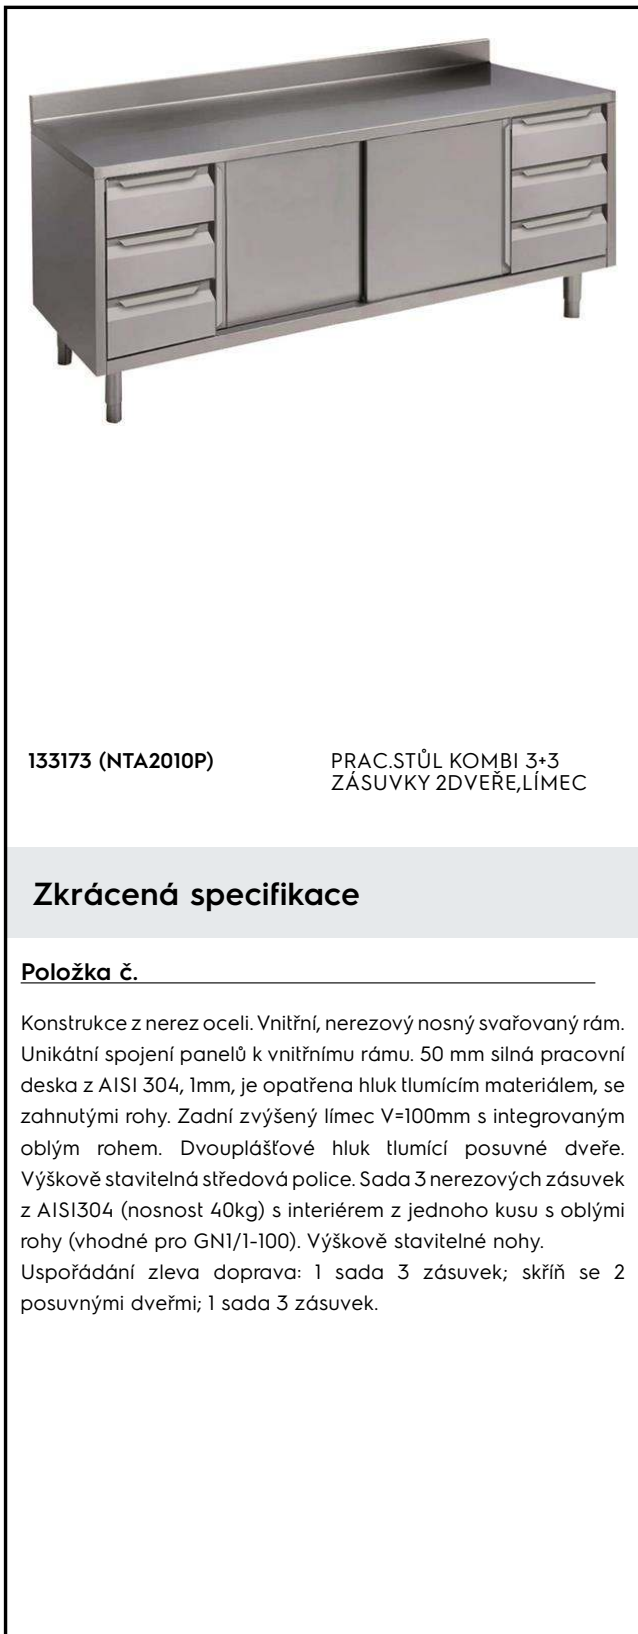 133173 (NTA2010P)
PRAC.STŮL KOMBI 3+3
ZÁSUVKY 2DVEŘE,LÍMEC
Zkrácená specifikace
Položka č.
Konstrukce z nerez oceli. Vnitřní, nerezový nosný svařovaný rám.
Unikátní spojení panelů k vnitřnímu rámu. 50 mm silná pracovní
deska z AISI 304, 1mm, je opatřena hluk tlumícím materiálem, se
zahnutými rohy. Zadní zvýšený límec V=100mm s integrovaným
oblým rohem. Dvouplášťové hluk tlumící posuvné dveře.
Výškově stavitelná středová police. Sada 3 nerezových zásuvek
z AISI304 (nosnost 40kg) s interiérem z jednoho kusu s oblými
rohy (vhodné pro GN1/1-100). Výškově stavitelné nohy.
Uspořádání zleva doprava: 1 sada 3 zásuvek; skříň se 2
posuvnými dveřmi; 1 sada 3 zásuvek.